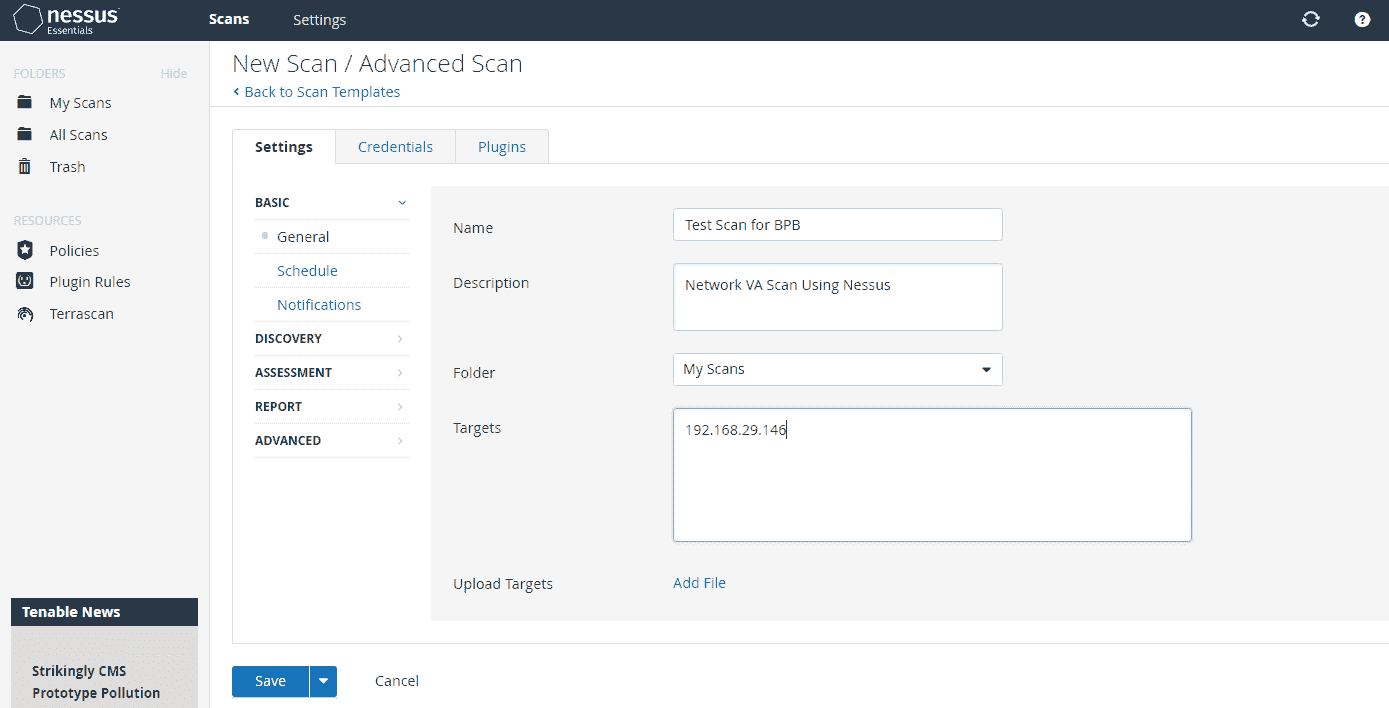 nessus
Essentials
Scans
Settings
?
FOLDERS
Hide
My Scans
All Scans
Trash
RESOURCES
Policies
Plugin Rules
Terrascan
Tenable News
Strikingly CMS
Prototype Pollution
New Scan / Advanced Scan
Back to Scan Templates
Settings
Credentials
Plugins
BASIC
General
Schedule
Notifications
DISCOVERY
ASSESSMENT
REPORT
ADVANCED
Name
Test Scan for BPB
Description
Network VA Scan Using Nessus
Folder
My Scans
Targets
192.168.29.146
Upload Targets
Add File
Save
Cancel